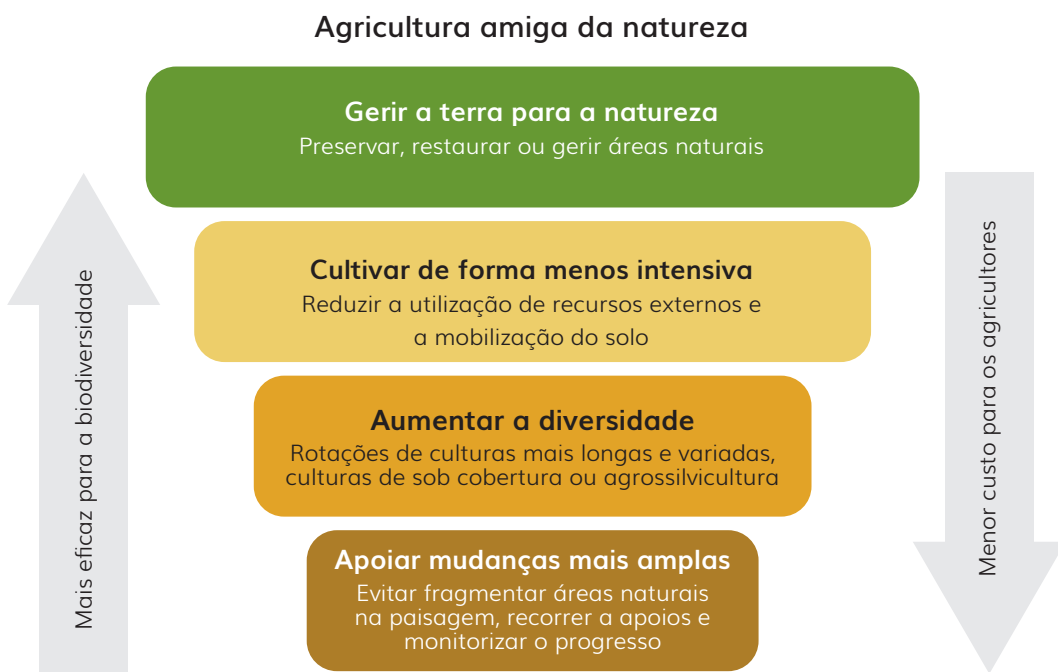 Agricultura amiga da natureza
Gerir a terra para a natureza
Preservar, restaurar ou gerir áreas naturais
Cultivar de forma menos intensiva
Reduzir a utilização de recursos externos e
a mobilização do solo
Aumentar a diversidade
Rotações de culturas mais longas e variadas,
culturas de sob cobertura ou agrossilvicultura
Apoiar mudanças mais amplas
Evitar fragmentar áreas naturais
na paisagem, recorrer a apoios e
monitorizar o progresso
Mais eficaz para a biodiversidade
Menor custo para os agricultores